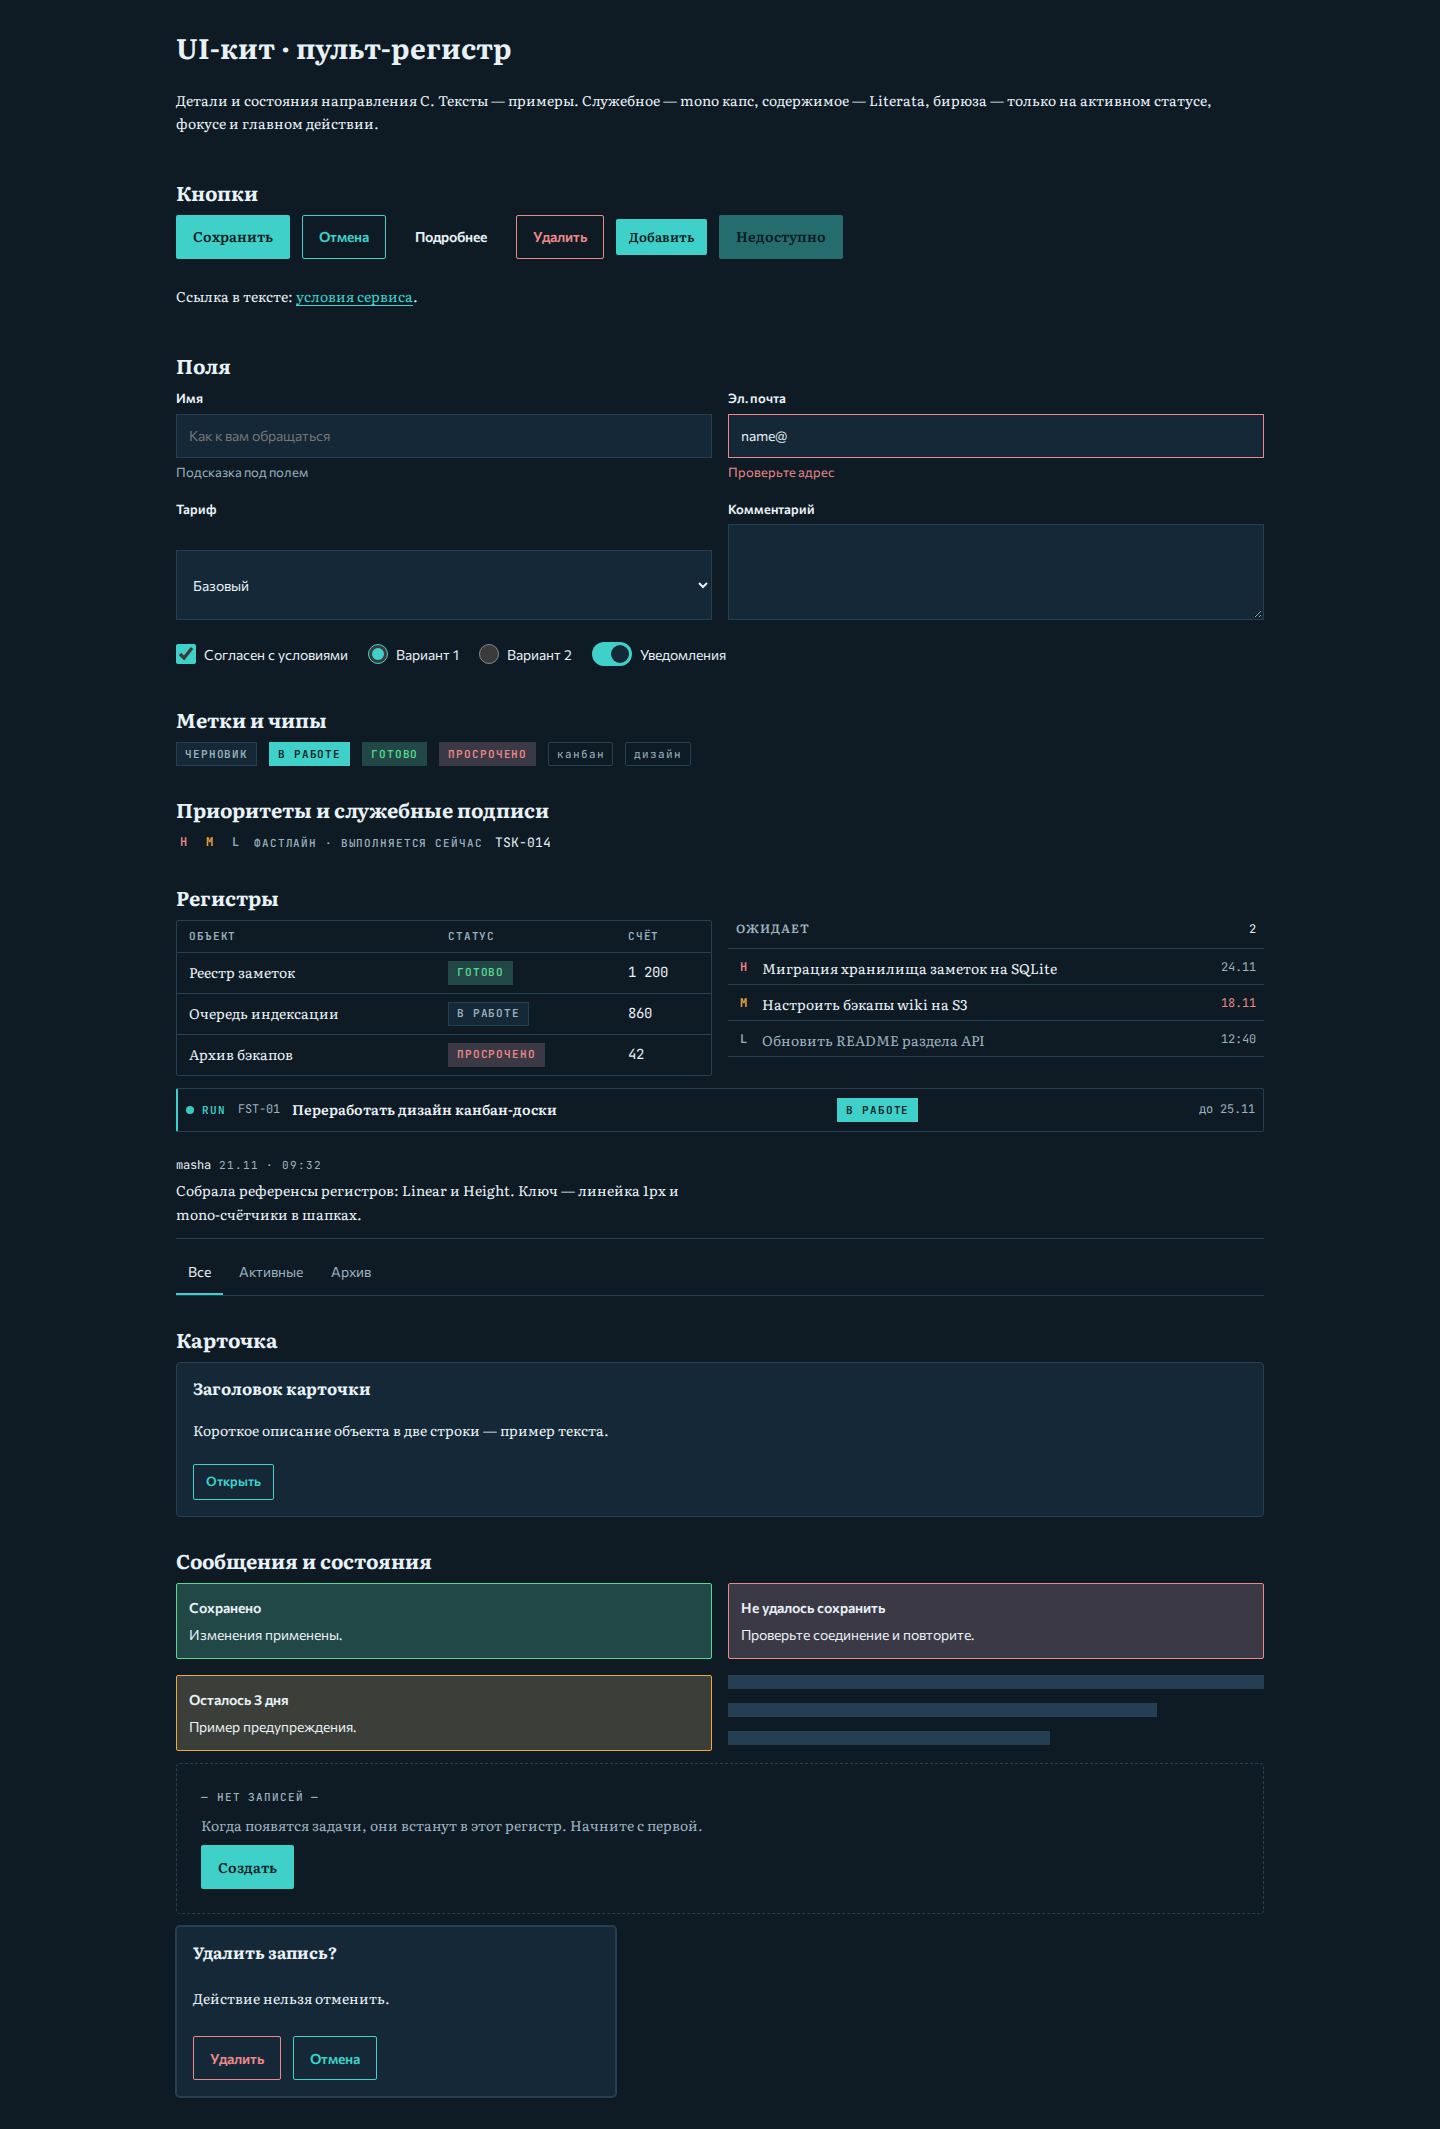 UI-кит · пульт-регистр
Детали и состояния направления C. Тексты — примеры. Служебное — mono капс, содержимое — Literata, бирюза — только на активном статусе,
фокусе и главном действии.
Кнопки
Сохранить
Отмена
Подробнее
Удалить
Добавить
Недоступно
Ссылка в тексте: условия сервиса.
Поля
Имя
Как к вам обращаться
Подсказка под полем
Эл. почта
name@
Проверьте адрес
Тариф
Базовый
Комментарий
Согласен с условиями
Вариант 1
Вариант 2
Уведомления
Метки и чипы
ЧЕРНОВИК
В РАБОТЕ
ГОТОВО
ПРОСРОЧЕНО
канбан
дизайн
Приоритеты и служебные подписи
H M L ФАСТЛАЙН · ВЫПОЛНЯЕТСЯ СЕЙЧАС TSK-014
Регистры
ОБЪЕКТ СТАТУС СЧЁТ
Реестр заметок ГОТОВО 1 200
Очередь индексации В РАБОТЕ 860
Архив бэкапов ПРОСРОЧЕНО 42
ОЖИДАЕТ 2
H Миграция хранилища заметок на SQLite 24.11
M Настроить бэкапы wiki на S3 18.11
L Обновить README раздела API 12:40
RUN FST-01 Переработать дизайн канбан-доски В РАБОТЕ до 25.11
masha 21.11 · 09:32
Собрала референсы регистров: Linear и Height. Ключ — линейка 1px и
mono-счётчики в шапках.
Все
Активные
Архив
Карточка
Заголовок карточки
Короткое описание объекта в две строки — пример текста.
Открыть
Сообщения и состояния
Сохранено
Изменения применены.
Не удалось сохранить
Проверьте соединение и повторите.
Осталось 3 дня
Пример предупреждения.
— НЕТ ЗАПИСЕЙ —
Когда появятся задачи, они встанут в этот регистр. Начните с первой.
Создать
Удалить запись?
Действие нельзя отменить.
Удалить
Отмена